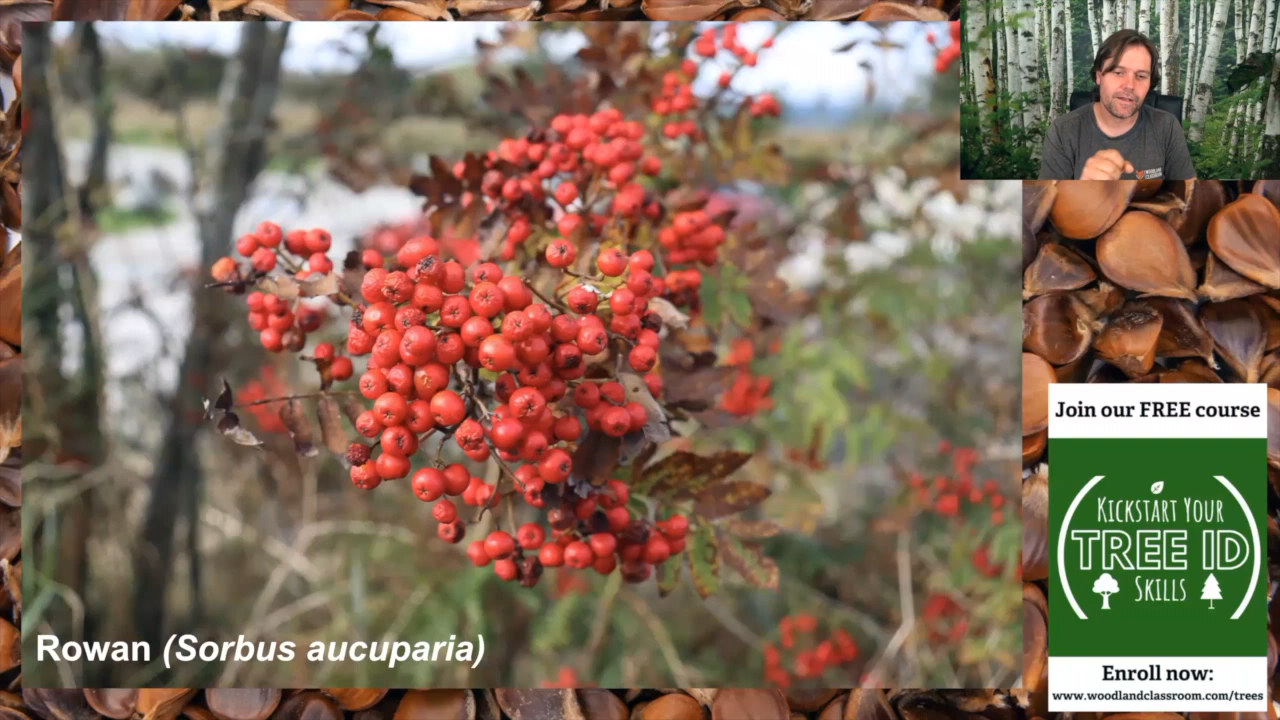 Join our FREE course
KICKSTART YOUR
TREE ID
SKILLS
Rowan (Sorbus aucuparia)
Enroll now:
www.woodlandclassroom.com/trees